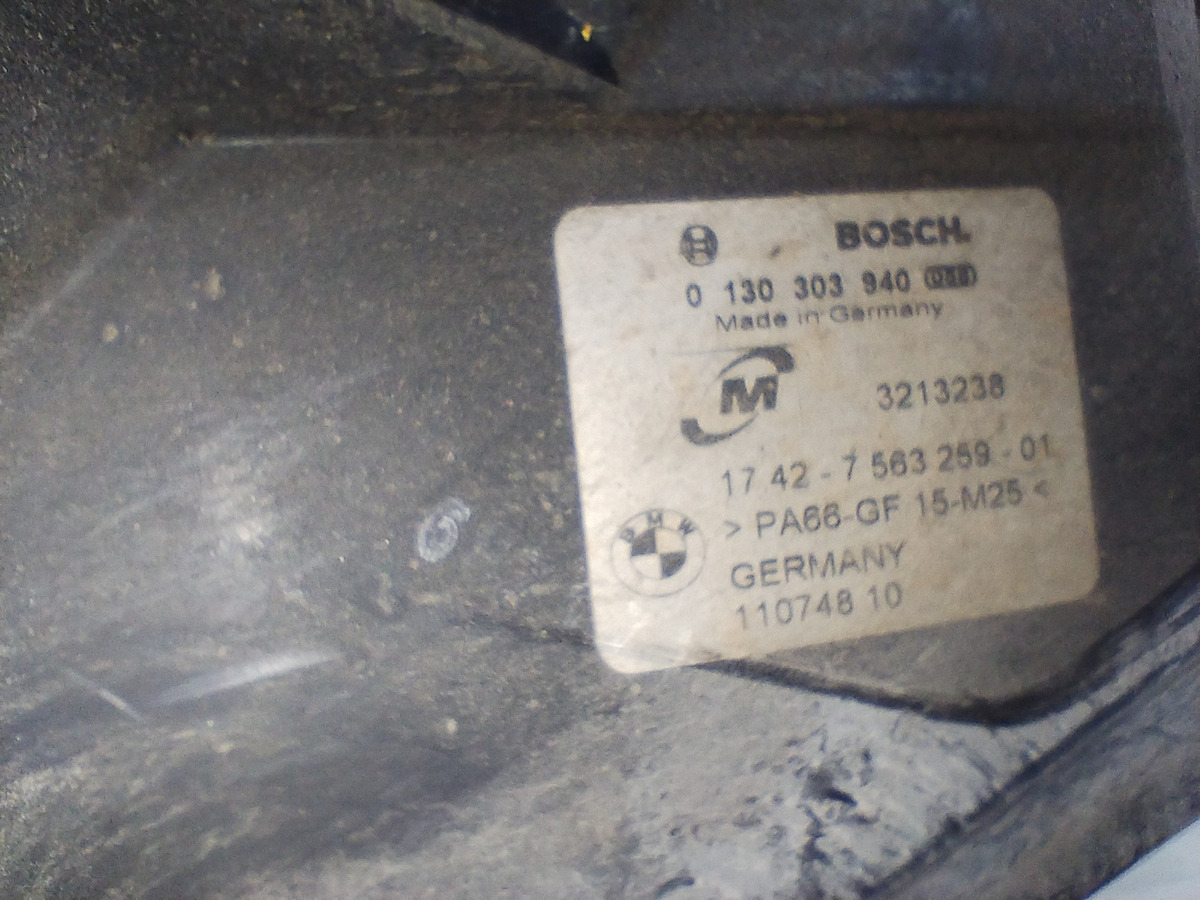 BOSCH
0 130 303 940
Made in Germany
M
3213238
17 42 - 7 563 259 - 01
BMW
> PA66-GF 15-M25 <
GERMANY
110748 10